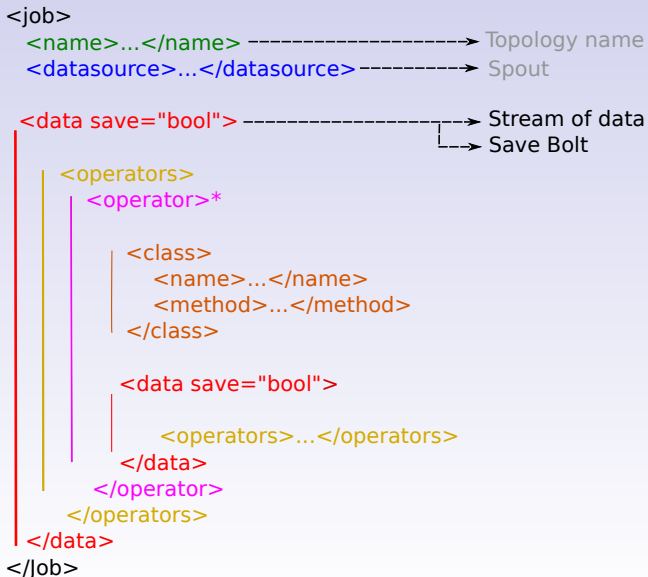 <job>
<name>...</name> Topology name
<datasource>...</datasource> Spout
<data save="bool"> Stream of data
Save Bolt
<operators>
<operator>*
<class>
<name>...</name>
<method>...</method>
</class>
<data save="bool">
<operators>...</operators>
</data>
</operator>
</operators>
</data>
</Job>